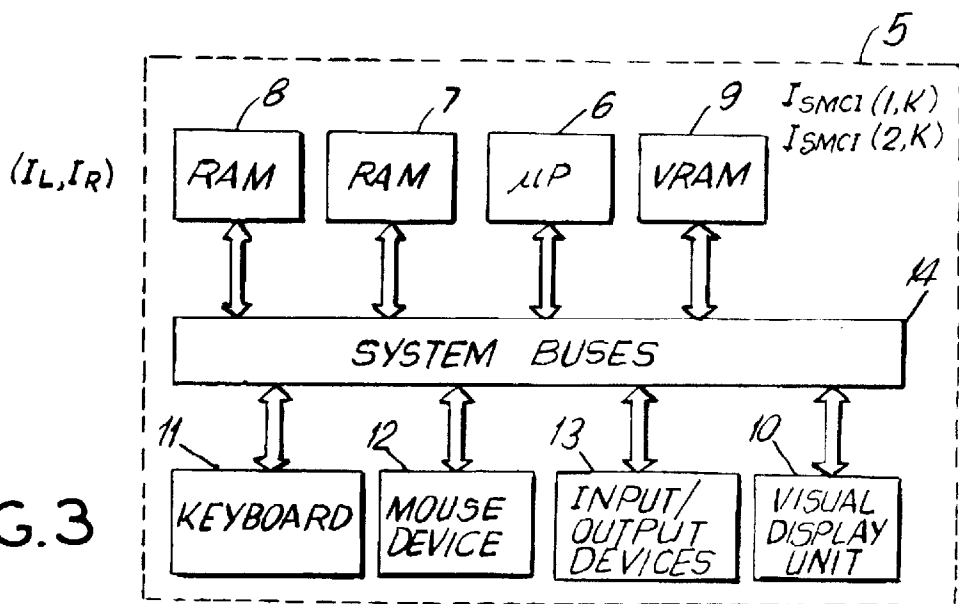 5
8 7 6 9 I_SMCI (1,K)
I_SMCI (2,K)
(I_L, I_R) RAM RAM µP VRAM
14
SYSTEM BUSES
11 12 13 10
KEYBOARD MOUSE DEVICE INPUT/ OUTPUT DEVICES VISUAL DISPLAY UNIT
G.3